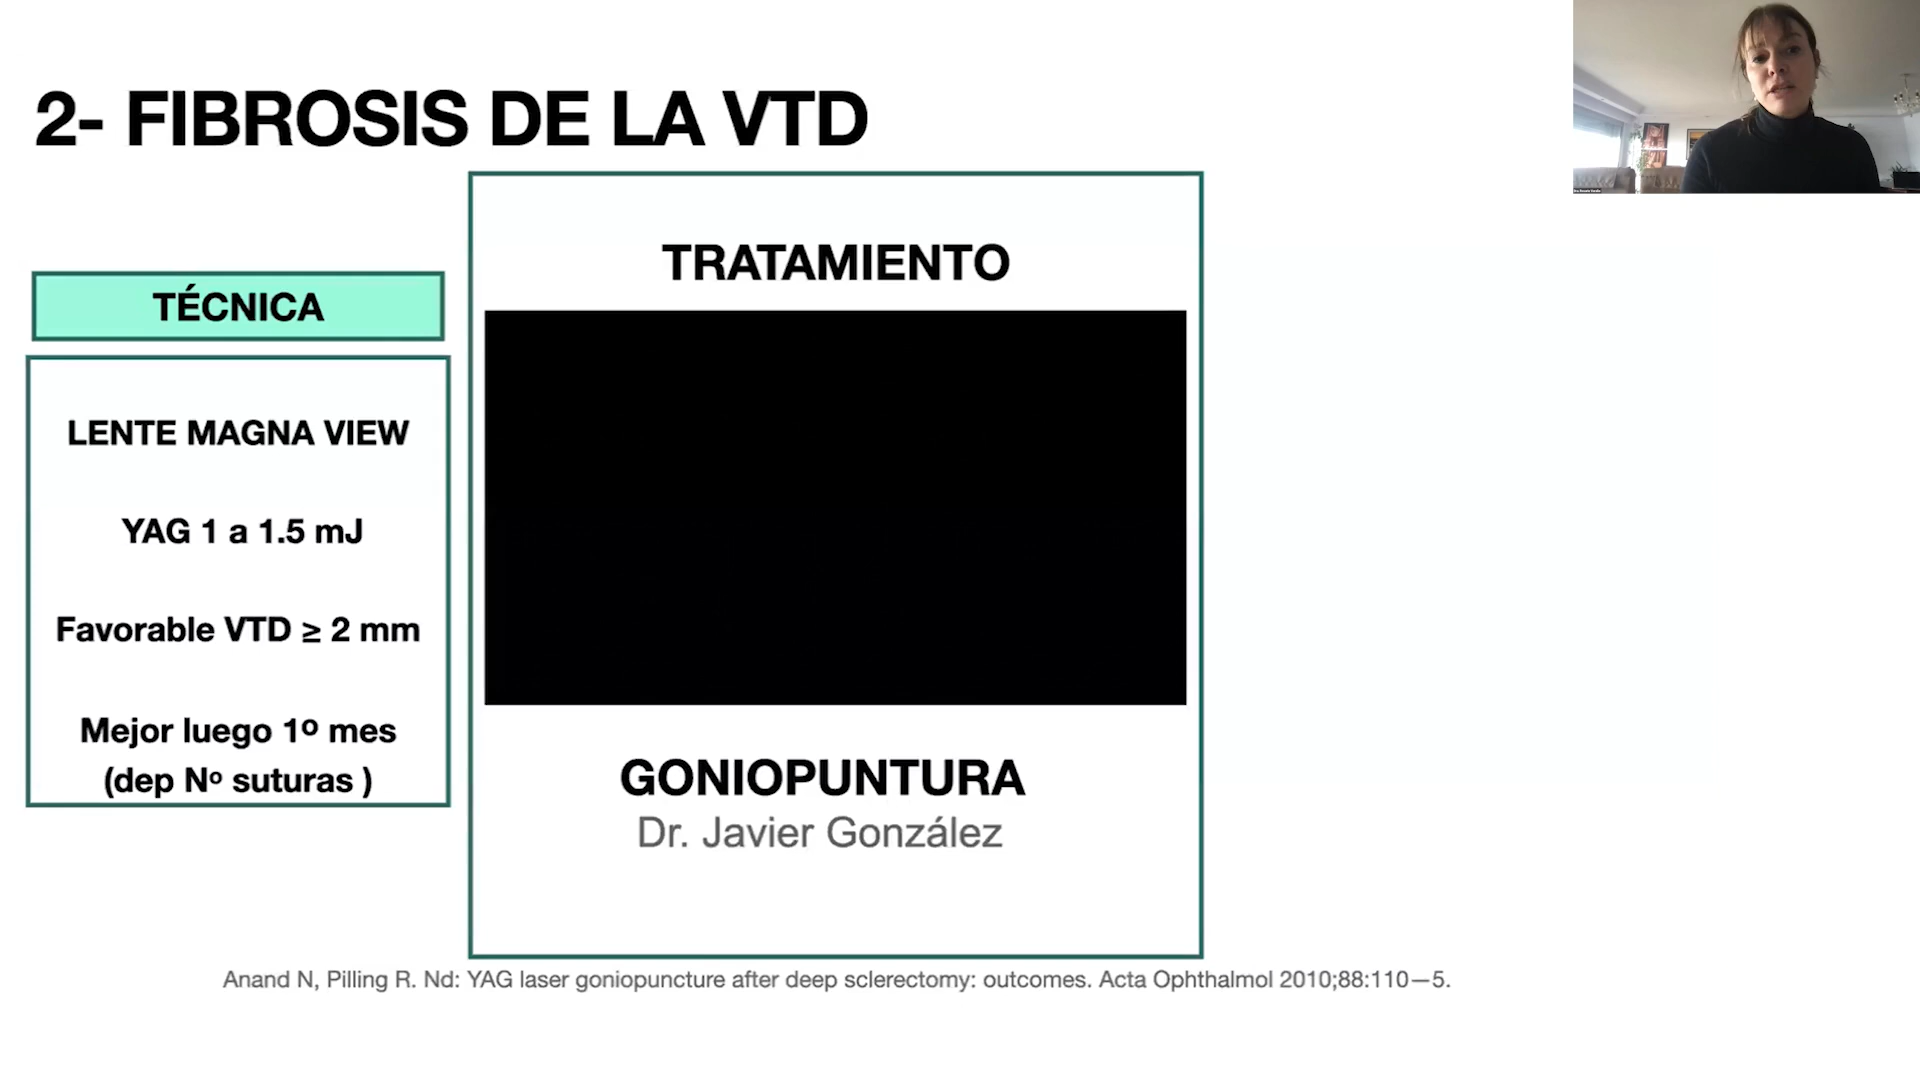 2- FIBROSIS DE LA VTD
TÉCNICA
LENTE MAGNA VIEW
YAG 1 a 1.5 mJ
Favorable VTD ≥ 2 mm
Mejor luego 1º mes
(dep Nº suturas )
TRATAMIENTO
GONIOPUNTURA
Dr. Javier González
Anand N, Pilling R. Nd: YAG laser goniopuncture after deep sclerectomy: outcomes. Acta Ophthalmol 2010;88:110—5.